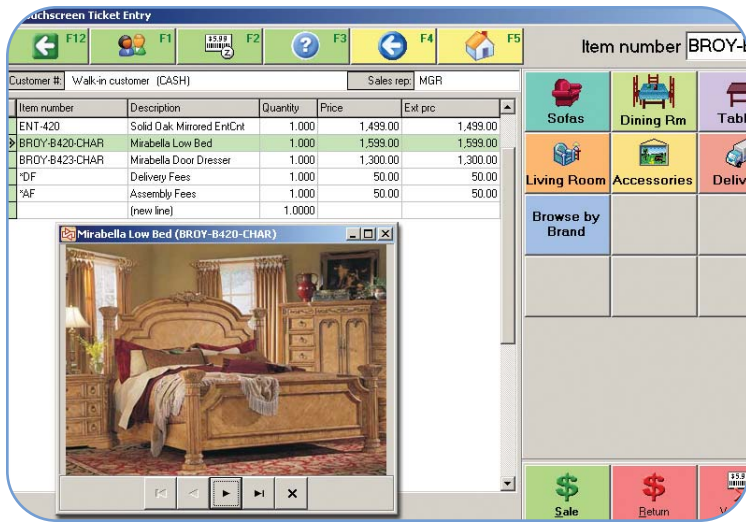 Touchscreen Ticket Entry
F12 F1 F2 F3 F4 F5
Item number BROY-
Customer #: Walk-in customer (CASH) Sales rep: MGR
Item number Description Quantity Price Ext prc
ENT-420 Solid Oak Mirrored EntCnt 1.000 1,499.00 1,499.00
BROY-B420-CHAR Mirabella Low Bed 1.000 1,599.00 1,599.00
BROY-B423-CHAR Mirabella Door Dresser 1.000 1,300.00 1,300.00
*DF Delivery Fees 1.000 50.00 50.00
*AF Assembly Fees 1.000 50.00 50.00
(new line) 1.0000
Sofas Dining Rm Tabl
Living Room Accessories Deliv
Browse by
Brand
Mirabella Low Bed (BROY-B420-CHAR)
Sale Return V